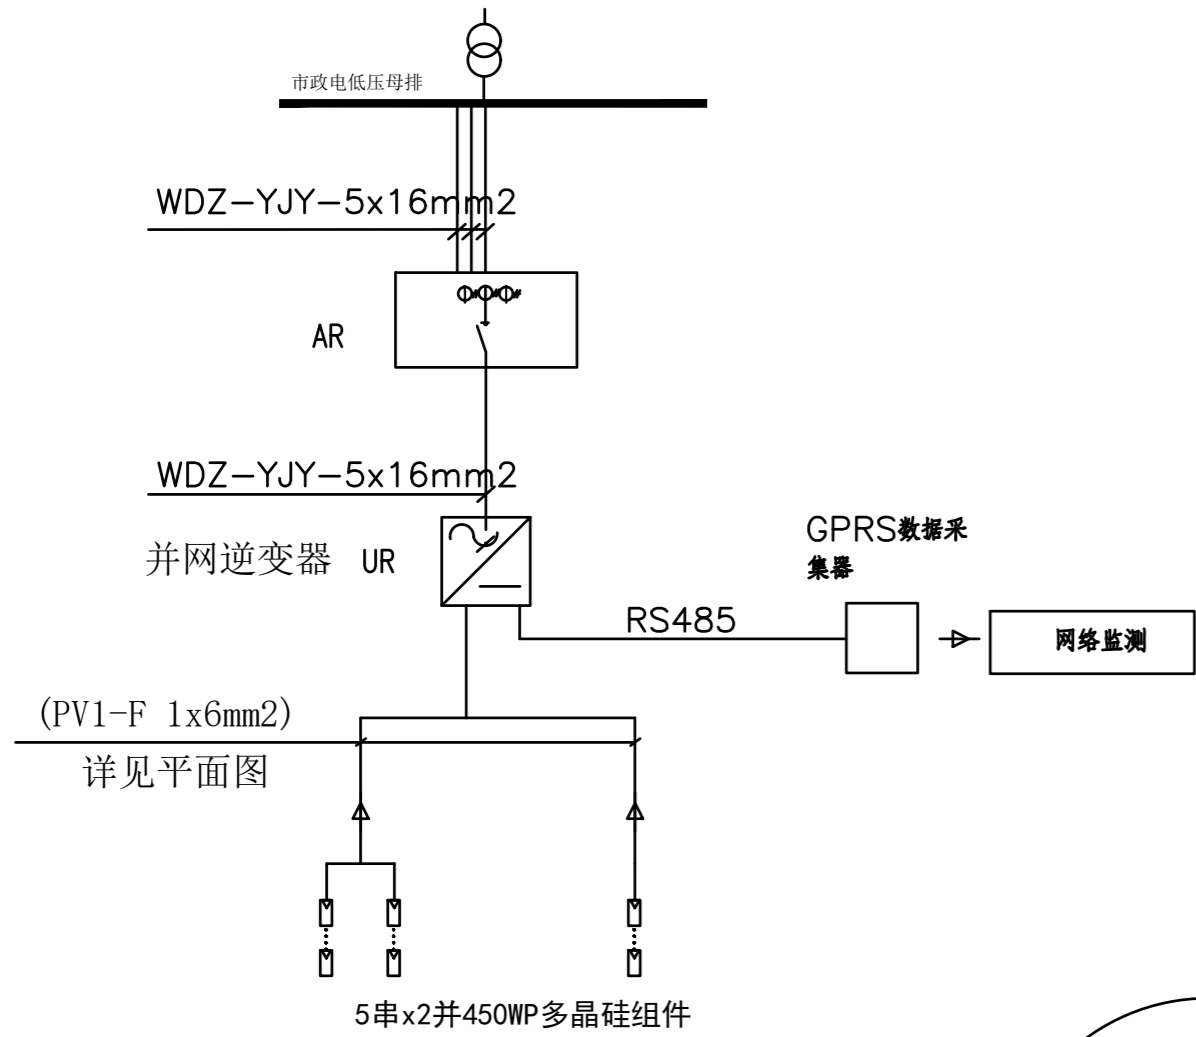 市政电低压母排
WDZ-YJY-5x16mm2
AR
WDZ-YJY-5x16mm2
并网逆变器 UR
GPRS数据采
集器
RS485
网络监测
(PV1-F 1x6mm2)
详见平面图
5串x2并450WP多晶硅组件